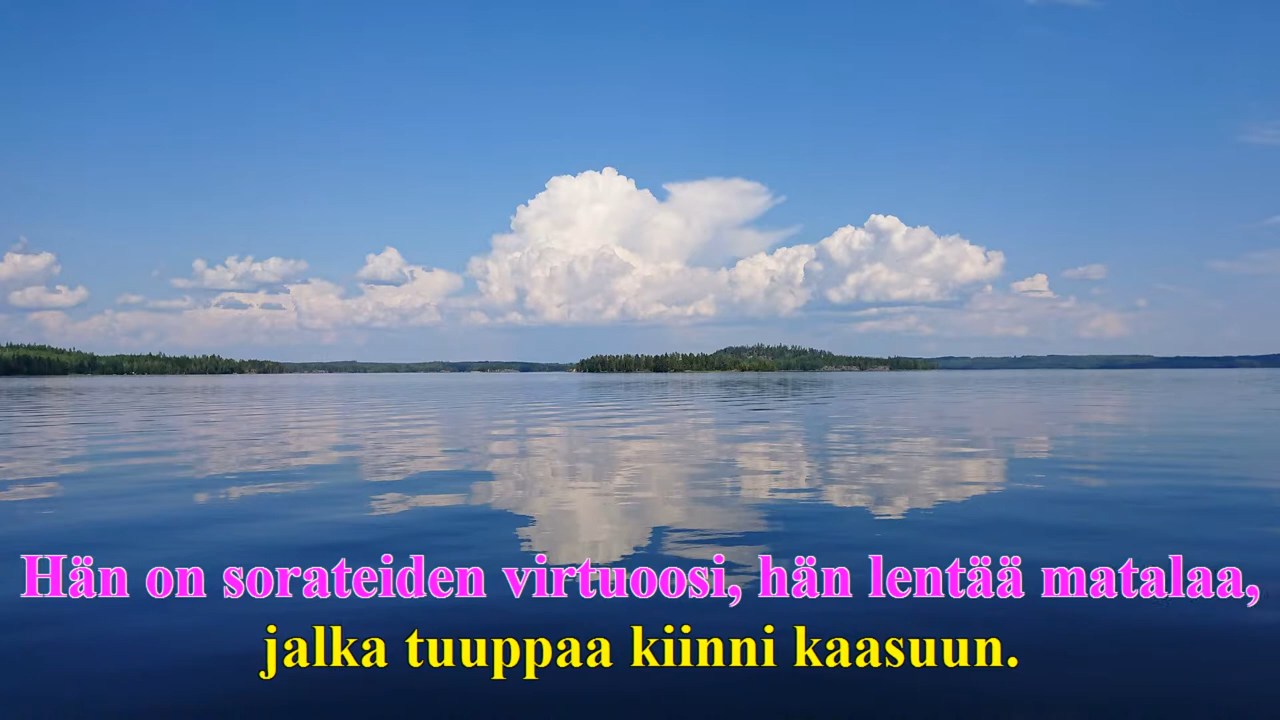 Hän on sorateiden virtuoosi, hän lentää matalaa,
jalka tuuppaa kiinni kaasuun.